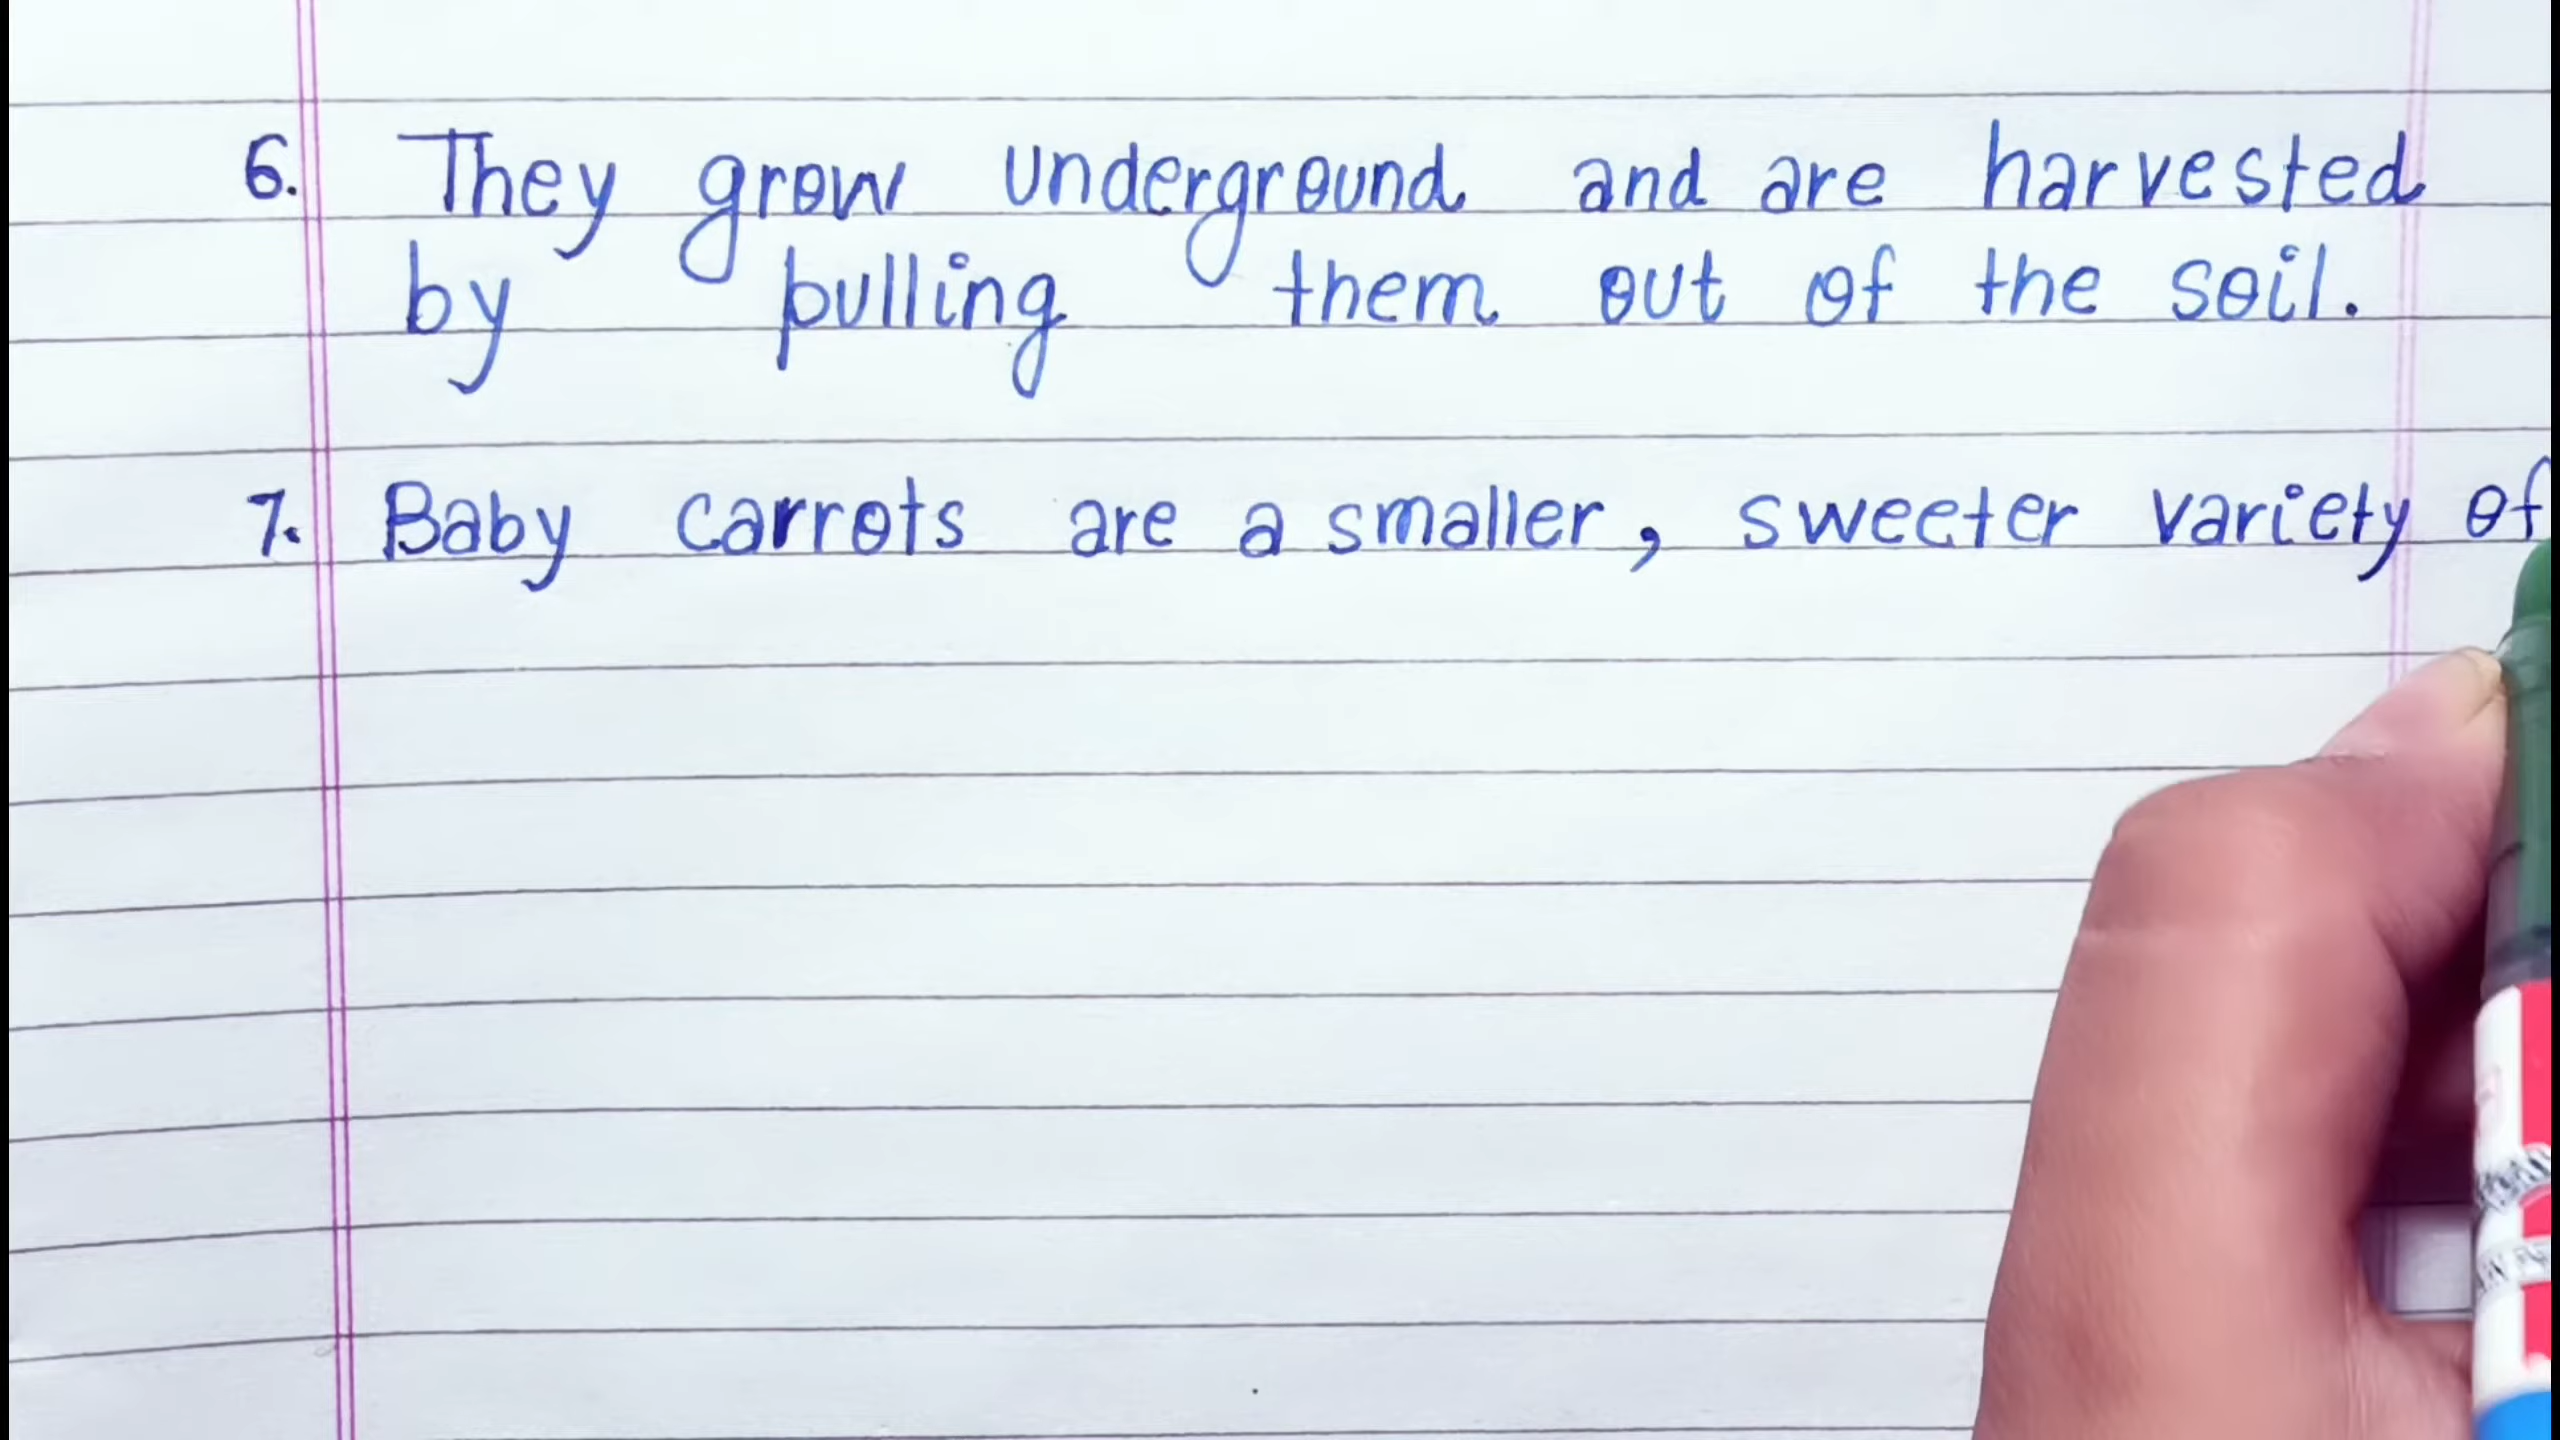 6. They grow underground and are harvested
by pulling them out of the soil.
7. Baby carrots are a smaller, sweeter variety of